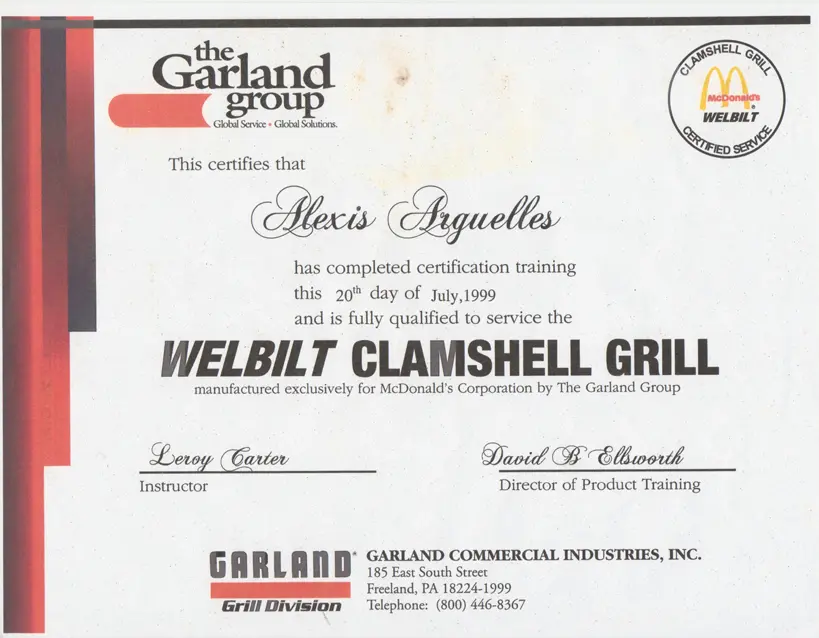 the
Garland
group
Global Service • Global Solutions.
CLAMSHELL GRILL
McDonald's
WELBILT
CERTIFIED SERVICE
This certifies that
Alexis Arguelles
has completed certification training
this 20th day of July,1999
and is fully qualified to service the
WELBILT CLAMSHELL GRILL
manufactured exclusively for McDonald's Corporation by The Garland Group
Leroy Carter
Instructor
David B Ellsworth
Director of Product Training
GARLAND
Grill Division
GARLAND COMMERCIAL INDUSTRIES, INC.
185 East South Street
Freeland, PA 18224-1999
Telephone: (800) 446-8367